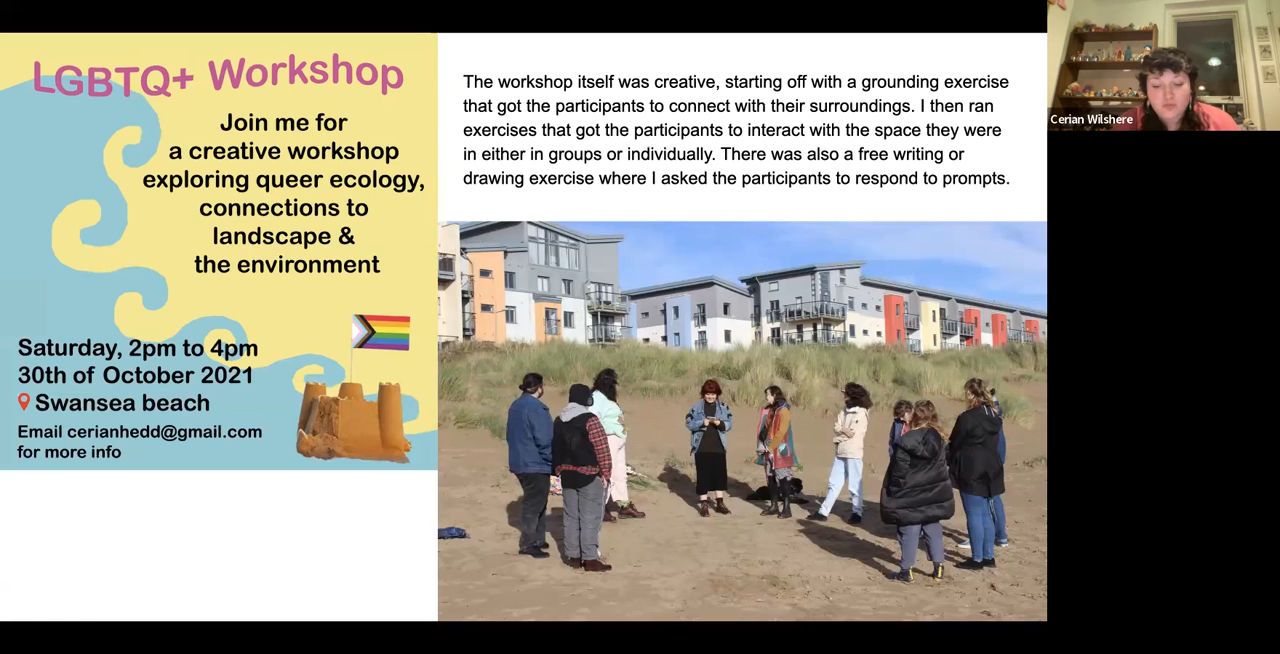 LGBTQ+ Workshop
Join me for
a creative workshop
exploring queer ecology,
connections to
landscape &
the environment
Saturday, 2pm to 4pm
30th of October 2021
Swansea beach
Email cerianhedd@gmail.com
for more info
The workshop itself was creative, starting off with a grounding exercise
that got the participants to connect with their surroundings. I then ran
exercises that got the participants to interact with the space they were
in either in groups or individually. There was also a free writing or
drawing exercise where I asked the participants to respond to prompts.
Cerian Wilshere